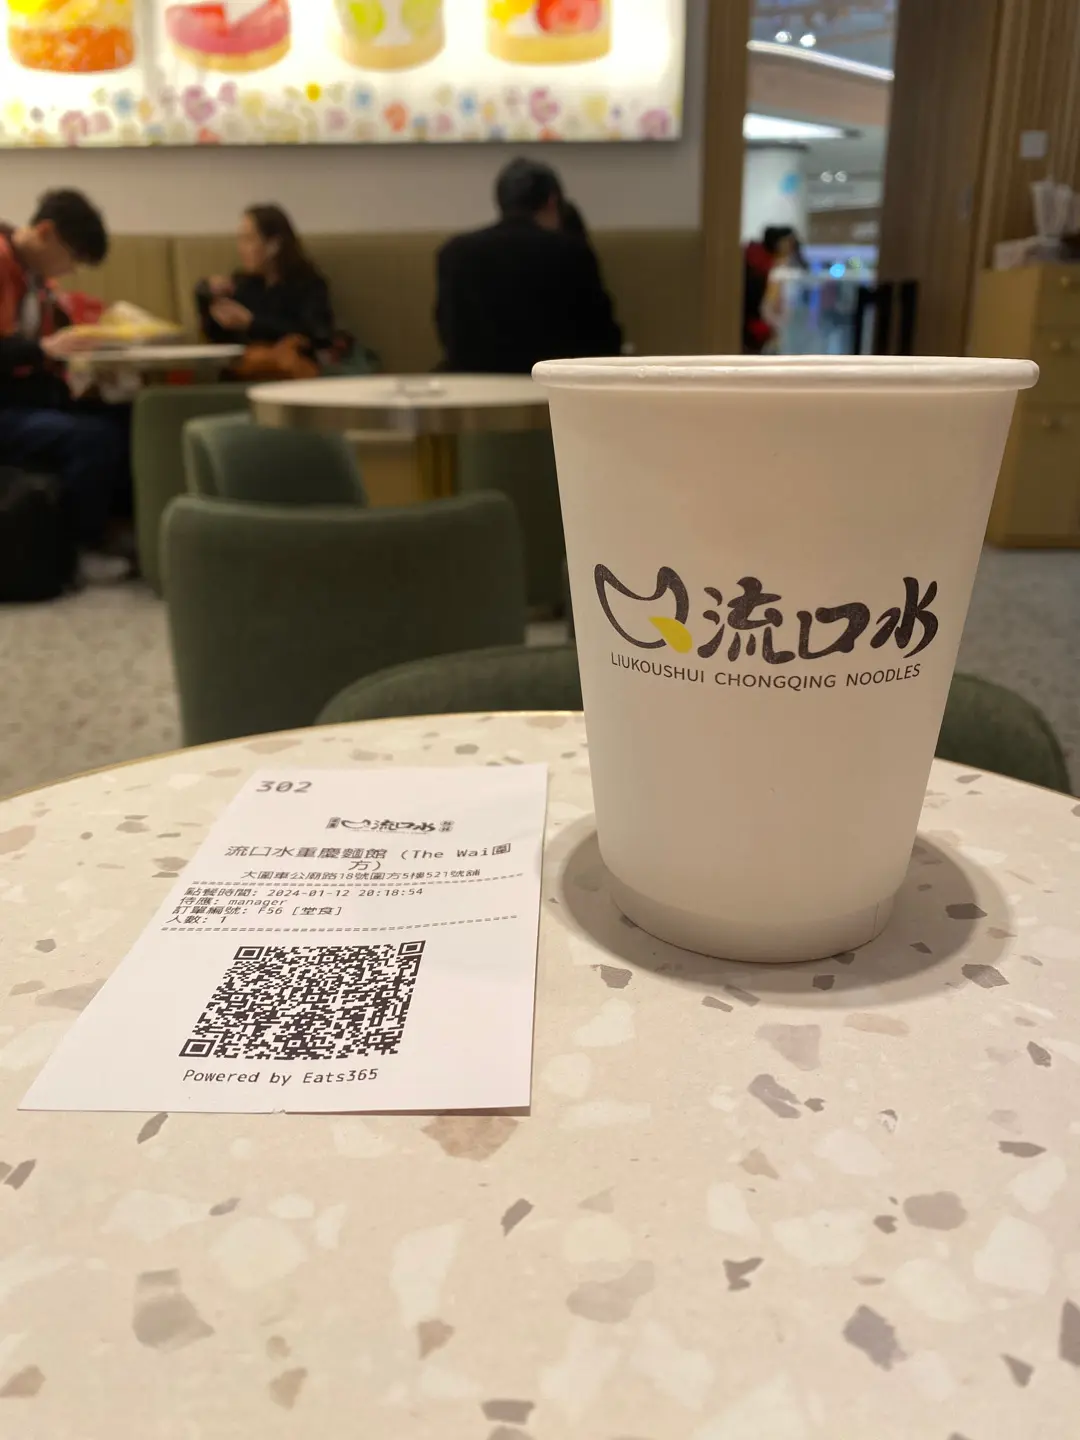 流口水
LIUKOUSHUI CHONGQING NOODLES
302
流口水
流口水重慶麵館 (The Wai圍
方)
大圍車公廟路18號圍方5樓521號舖
點餐時間: 2024-01-12 20:18:54
侍應: manager
訂單編號: F56 [堂食]
人數: 1
Powered by Eats365